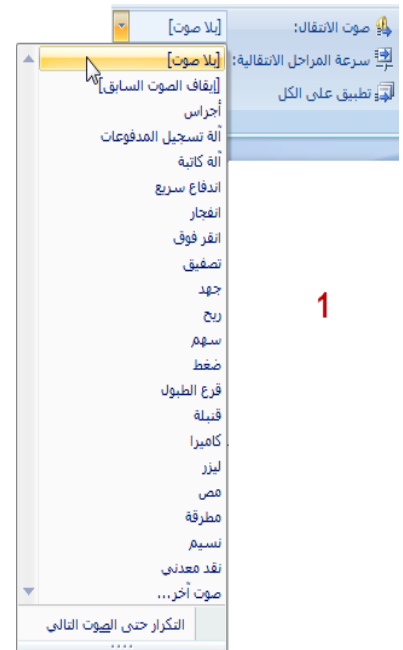 صوت الانتقال: [بلا صوت]
سرعة المراحل الانتقالية: [بلا صوت]
تطبيق على الكل [إيقاف الصوت السابق]
أجراس
آلة تسجيل المدفوعات
آلة كاتبة
اندفاع سريع
انفجار
انقر فوق
تصفيق
جهد
ريح
سهم
ضغط
قرع الطبول
قنبلة
كاميرا
ليزر
مص
مطرقة
نسيم
نقد معدني
صوت آخر...
التكرار حتى الصوت التالي
1